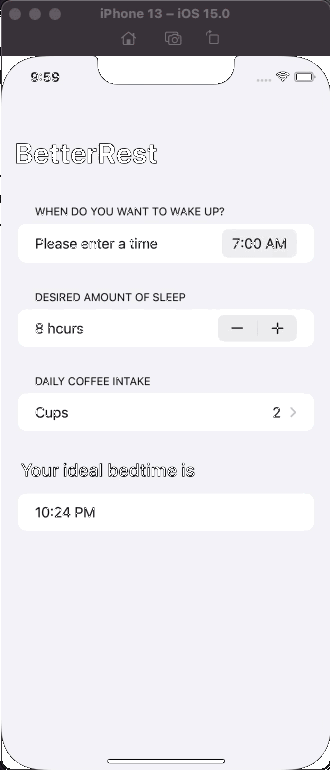 iPhone 13 – iOS 15.0
9:59
BetterRest
WHEN DO YOU WANT TO WAKE UP?
Please enter a time 7:00 AM
DESIRED AMOUNT OF SLEEP
8 hours − +
DAILY COFFEE INTAKE
Cups 2
Your ideal bedtime is
10:24 PM